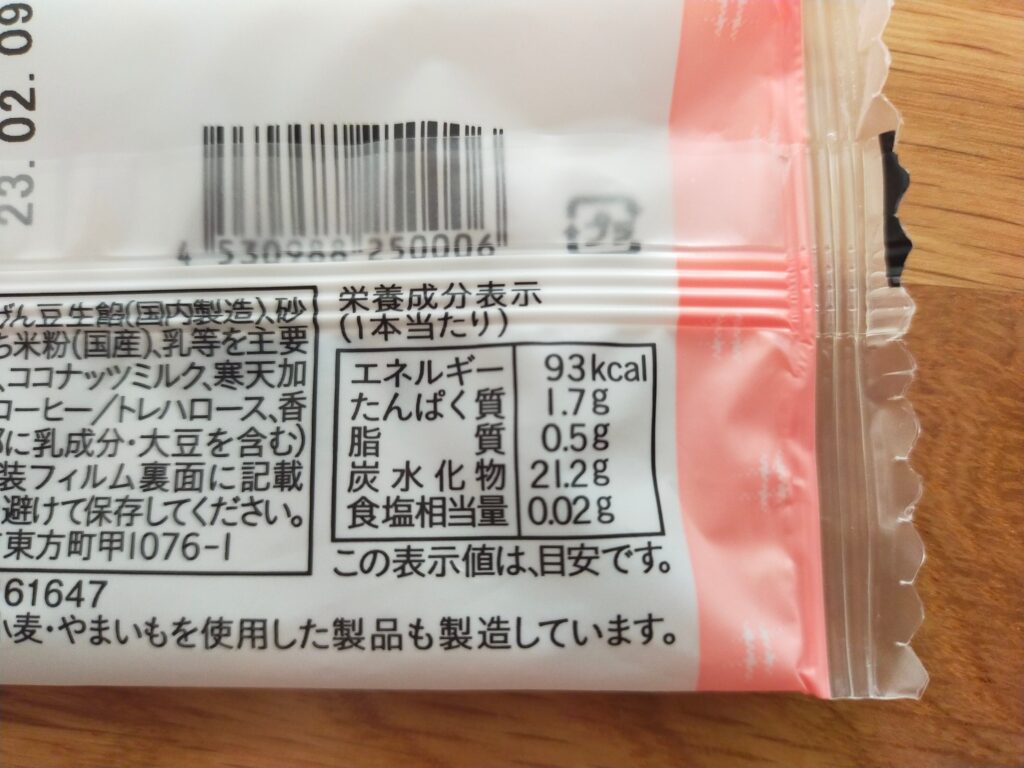 23.02.09
4 530988 250006
プラ
げん豆生餡(国内製造)、砂
ち米粉(国産)、乳等を主要
、ココナッツミルク、寒天加
コーヒー/トレハロース、香
部に乳成分・大豆を含む)
装フィルム裏面に記載
避けて保存してください。
東方町甲1076-1
61647
小麦・やまいもを使用した製品も製造しています。
栄養成分表示
(1本当たり)
エネルギー 93kcal
たんぱく質 1.7g
脂質 0.5g
炭水化物 21.2g
食塩相当量 0.02g
この表示値は、目安です。